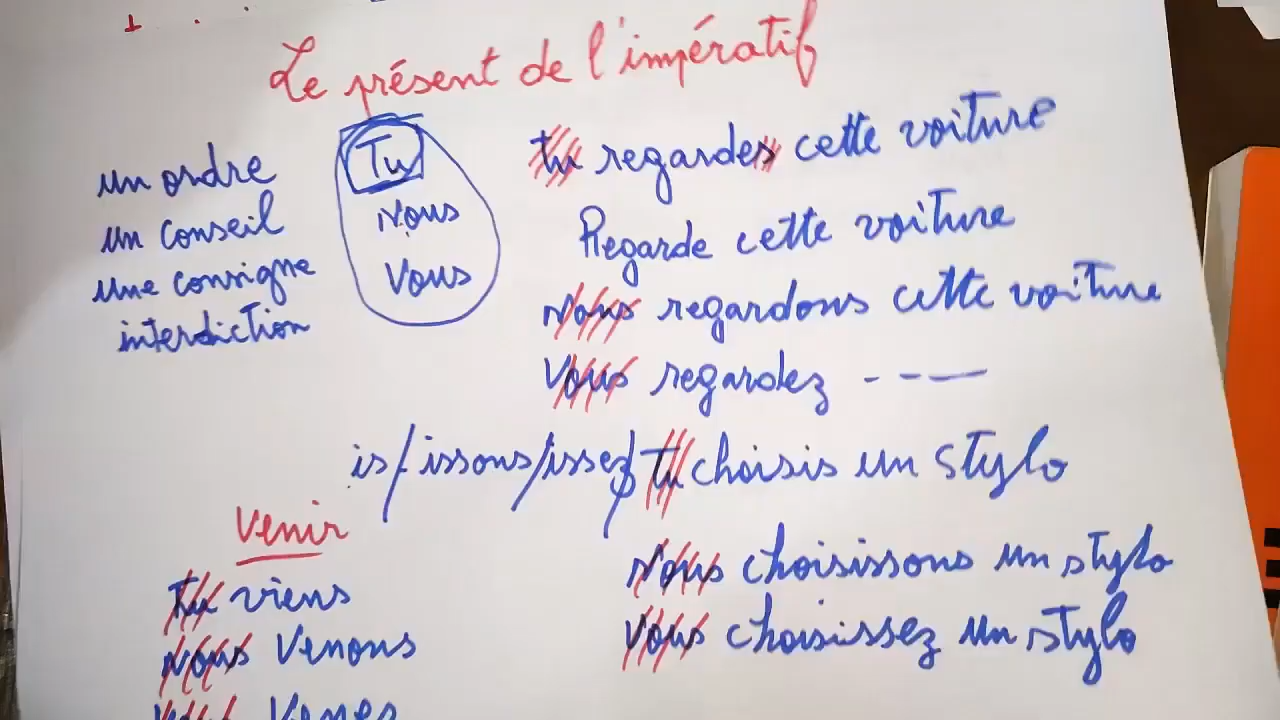 Le présent de l'impératif
un ordre
un conseil
une consigne
interdiction
Tu
Nous
Vous
tu regardes cette voiture
Regarde cette voiture
Nous regardons cette voiture
Vous regardez ----
is/issons/issez
tu choisis un stylo
Nous choisissons un stylo
Vous choisissez un stylo
Venir
tu viens
Nous Venons